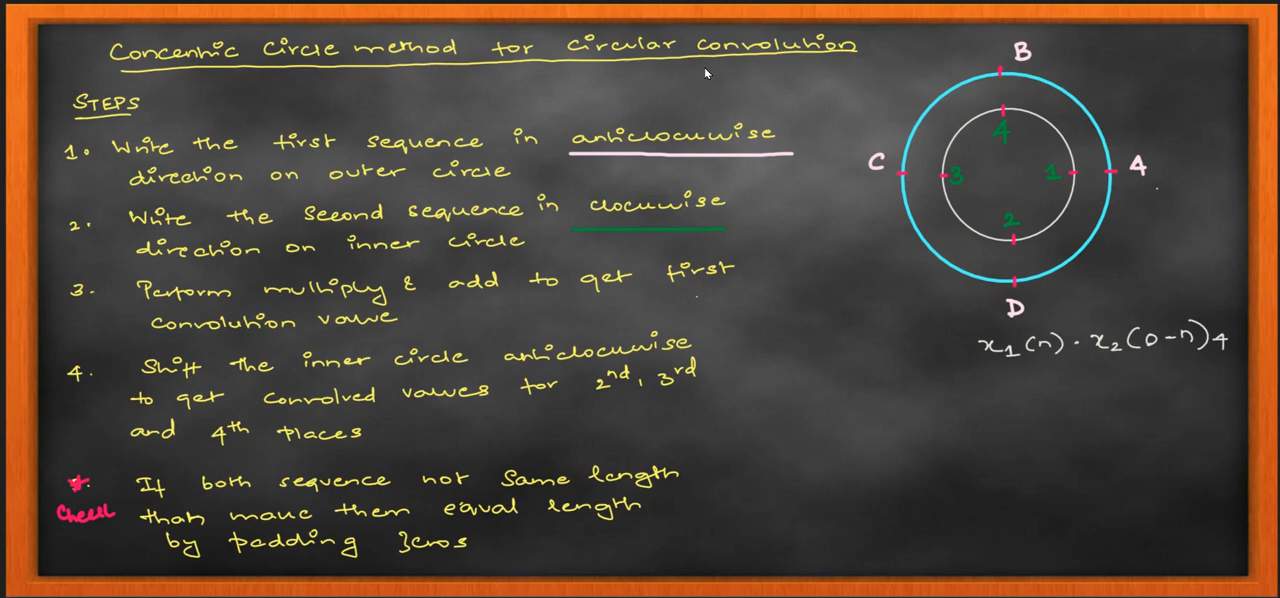 Concentric Circle method for circular convolution
STEPS
1. Write the first sequence in anticlockwise
direction on outer circle
2. Write the second sequence in clockwise
direction on inner circle
3. Perform multiply & add to get first
convolution value
4. Shift the inner circle anticlockwise
to get convolved values for 2nd, 3rd
and 4th places
*. If both sequence not same length
Check than make them equal length
by padding zeros
B
4
C 3 1 A
2
D
x1(n) · x2(0-n)4